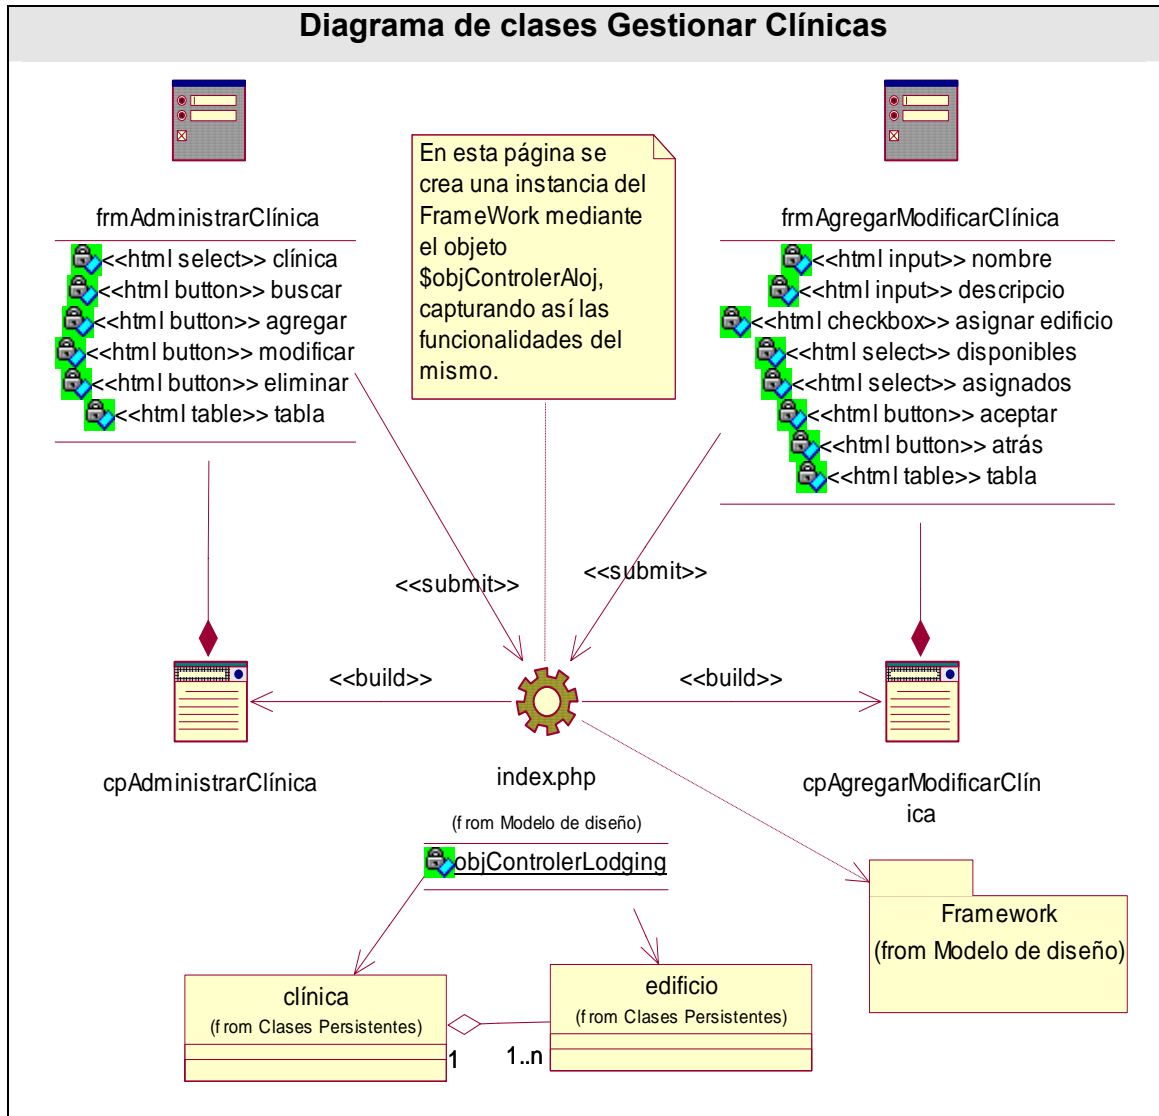 Diagrama de clases Gestionar Clínicas
frmAdministrarClínica
<<html select>> clínica
<<html button>> buscar
<<html button>> agregar
<<html button>> modificar
<<html button>> eliminar
<<html table>> tabla
En esta página se
crea una instancia del
FrameWork mediante
el objeto
$objControlerAloj,
capturando así las
funcionalidades del
mismo.
frmAgregarModificarClínica
<<html input>> nombre
<<html input>> descripcio
<<html checkbox>> asignar edificio
<<html select>> disponibles
<<html select>> asignados
<<html button>> aceptar
<<html button>> atrás
<<html table>> tabla
<<submit>>
<<submit>>
<<build>>
<<build>>
cpAdministrarClínica
index.php
(from Modelo de diseño)
objControlerLodging
cpAgregarModificarClín
ica
Framework
(from Modelo de diseño)
clínica
(from Clases Persistentes)
edificio
(from Clases Persistentes)
1
1..n